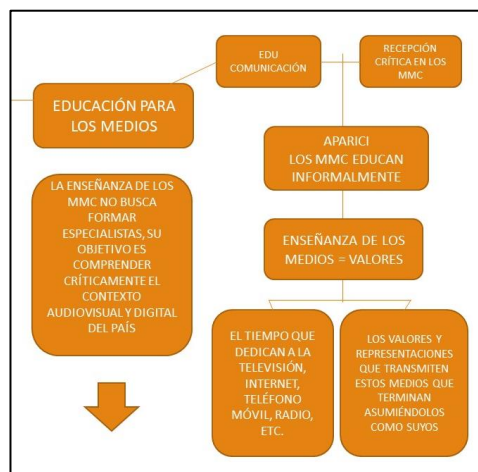 EDU
COMUNICACIÓN
RECEPCIÓN
CRÍTICA EN LOS
MMC
EDUCACIÓN PARA
LOS MEDIOS
APARICI
LOS MMC EDUCAN
INFORMALMENTE
LA ENSEÑANZA DE LOS
MMC NO BUSCA
FORMAR
ESPECIALISTAS, SU
OBJETIVO ES
COMPRENDER
CRÍTICAMENTE EL
CONTEXTO
AUDIOVISUAL Y DIGITAL
DEL PAÍS
ENSEÑANZA DE LOS
MEDIOS = VALORES
EL TIEMPO QUE
DEDICAN A LA
TELEVISIÓN,
INTERNET,
TELÉFONO
MÓVIL, RADIO,
ETC.
LOS VALORES Y
REPRESENTACIONES
QUE TRANSMITEN
ESTOS MEDIOS QUE
TERMINAN
ASUMIÉNDOLOS
COMO SUYOS